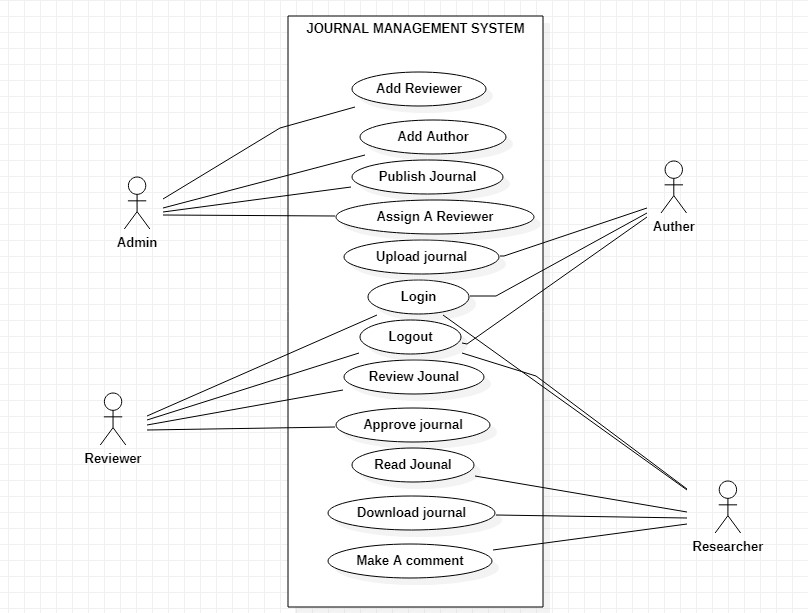 JOURNAL MANAGEMENT SYSTEM
Add Reviewer
Add Author
Publish Journal
Assign A Reviewer
Upload journal
Login
Logout
Review Jounal
Approve journal
Read Jounal
Download journal
Make A comment
Admin
Auther
Reviewer
Researcher